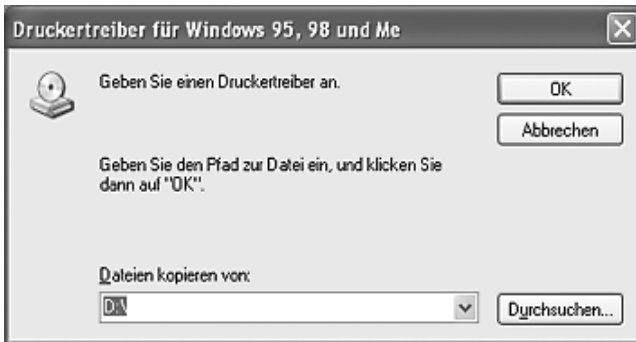 Druckertreiber für Windows 95, 98 und Me
Geben Sie einen Druckertreiber an.
OK
Abbrechen
Geben Sie den Pfad zur Datei ein, und klicken Sie
dann auf "OK".
Dateien kopieren von:
D:\
Durchsuchen...